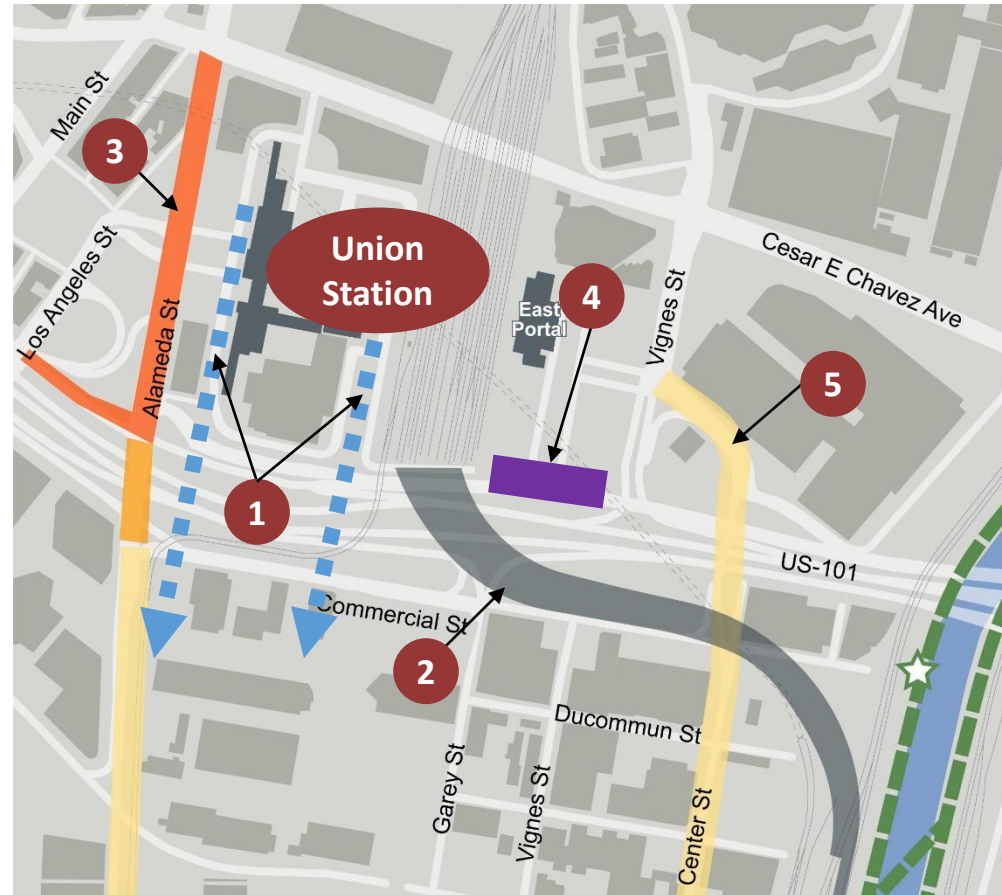 Main St
3
Los Angeles St
Alameda St
Union
Station
East
Portal
4
Vignes St
Cesar E Chavez Ave
5
1
US-101
Commercial St
2
Ducommun St
Garey St
Vignes St
Center St